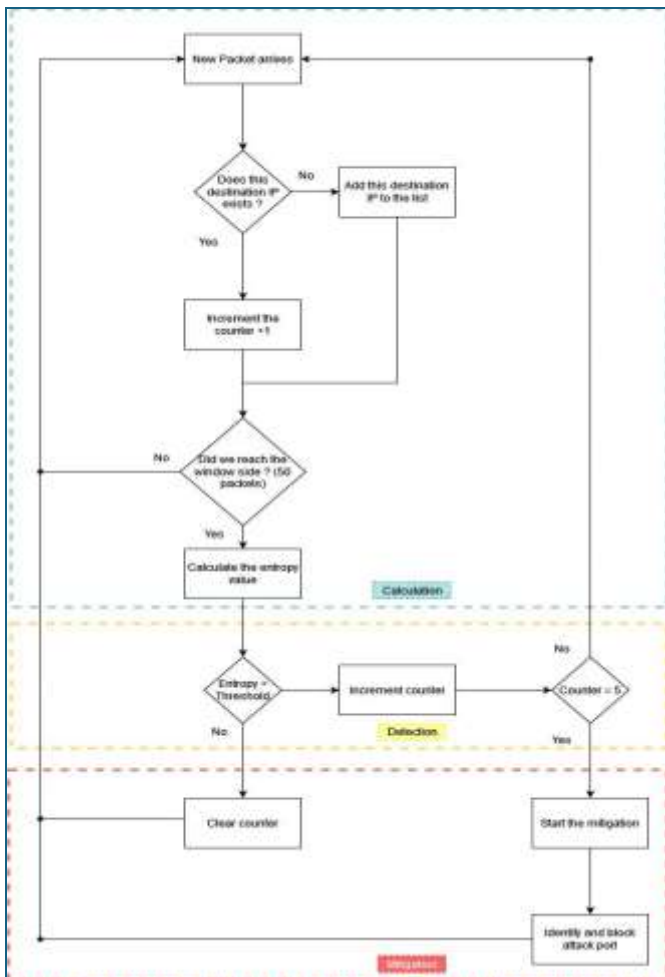 New Packet arrives
Does this
destination IP
exists ?
No
Add this destination
IP to the list
Yes
Increment the
counter +1
No
Did we reach the
window side ? (50
packets)
Yes
Calculate the entropy
value
Calculation
Entropy
Threshold
Increment counter
No
Counter = 5
Detection
No
Yes
Clear counter
Start the mitigation
Identify and block
attack port
Mitigation